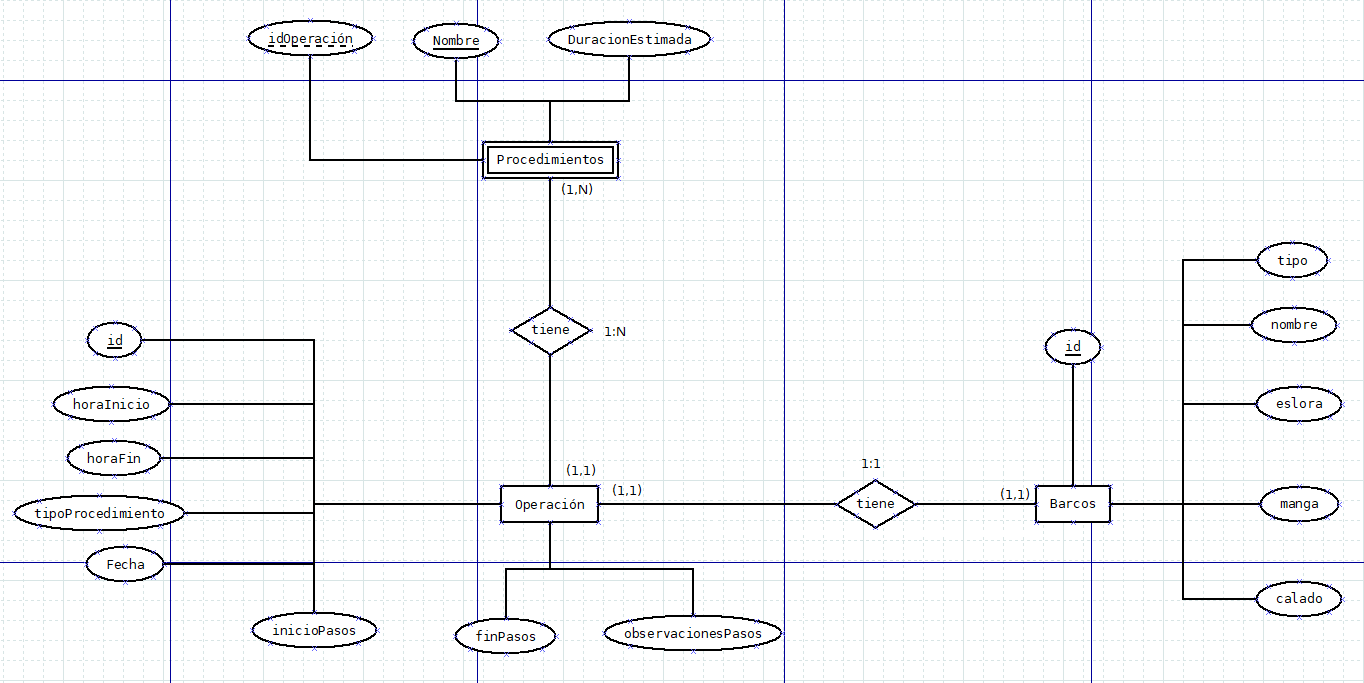 idOperación
Nombre
DuracionEstimada
Procedimientos
(1,N)
tiene
1:N
id
horaInicio
horaFin
tipoProcedimiento
Fecha
inicioPasos
(1,1)
Operación
(1,1)
finPasos
observacionesPasos
1:1
tiene
(1,1)
Barcos
id
tipo
nombre
eslora
manga
calado